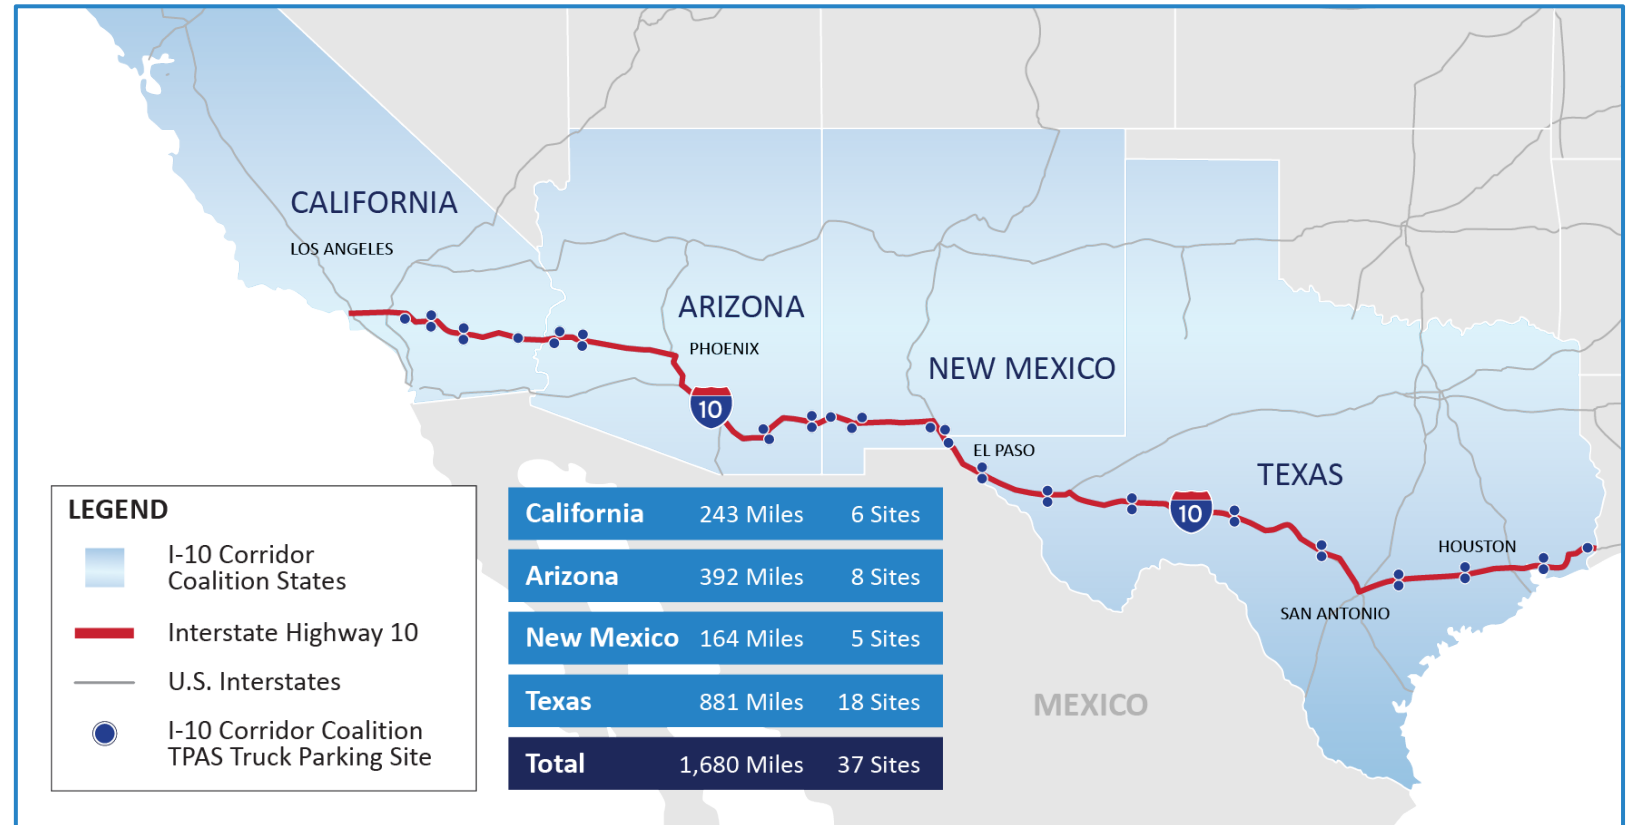 CALIFORNIA
LOS ANGELES
ARIZONA
PHOENIX
NEW MEXICO
10
EL PASO
TEXAS
10
HOUSTON
SAN ANTONIO
MEXICO
LEGEND
I-10 Corridor
Coalition States
Interstate Highway 10
U.S. Interstates
I-10 Corridor Coalition
TPAS Truck Parking Site
California 243 Miles 6 Sites
Arizona 392 Miles 8 Sites
New Mexico 164 Miles 5 Sites
Texas 881 Miles 18 Sites
Total 1,680 Miles 37 Sites